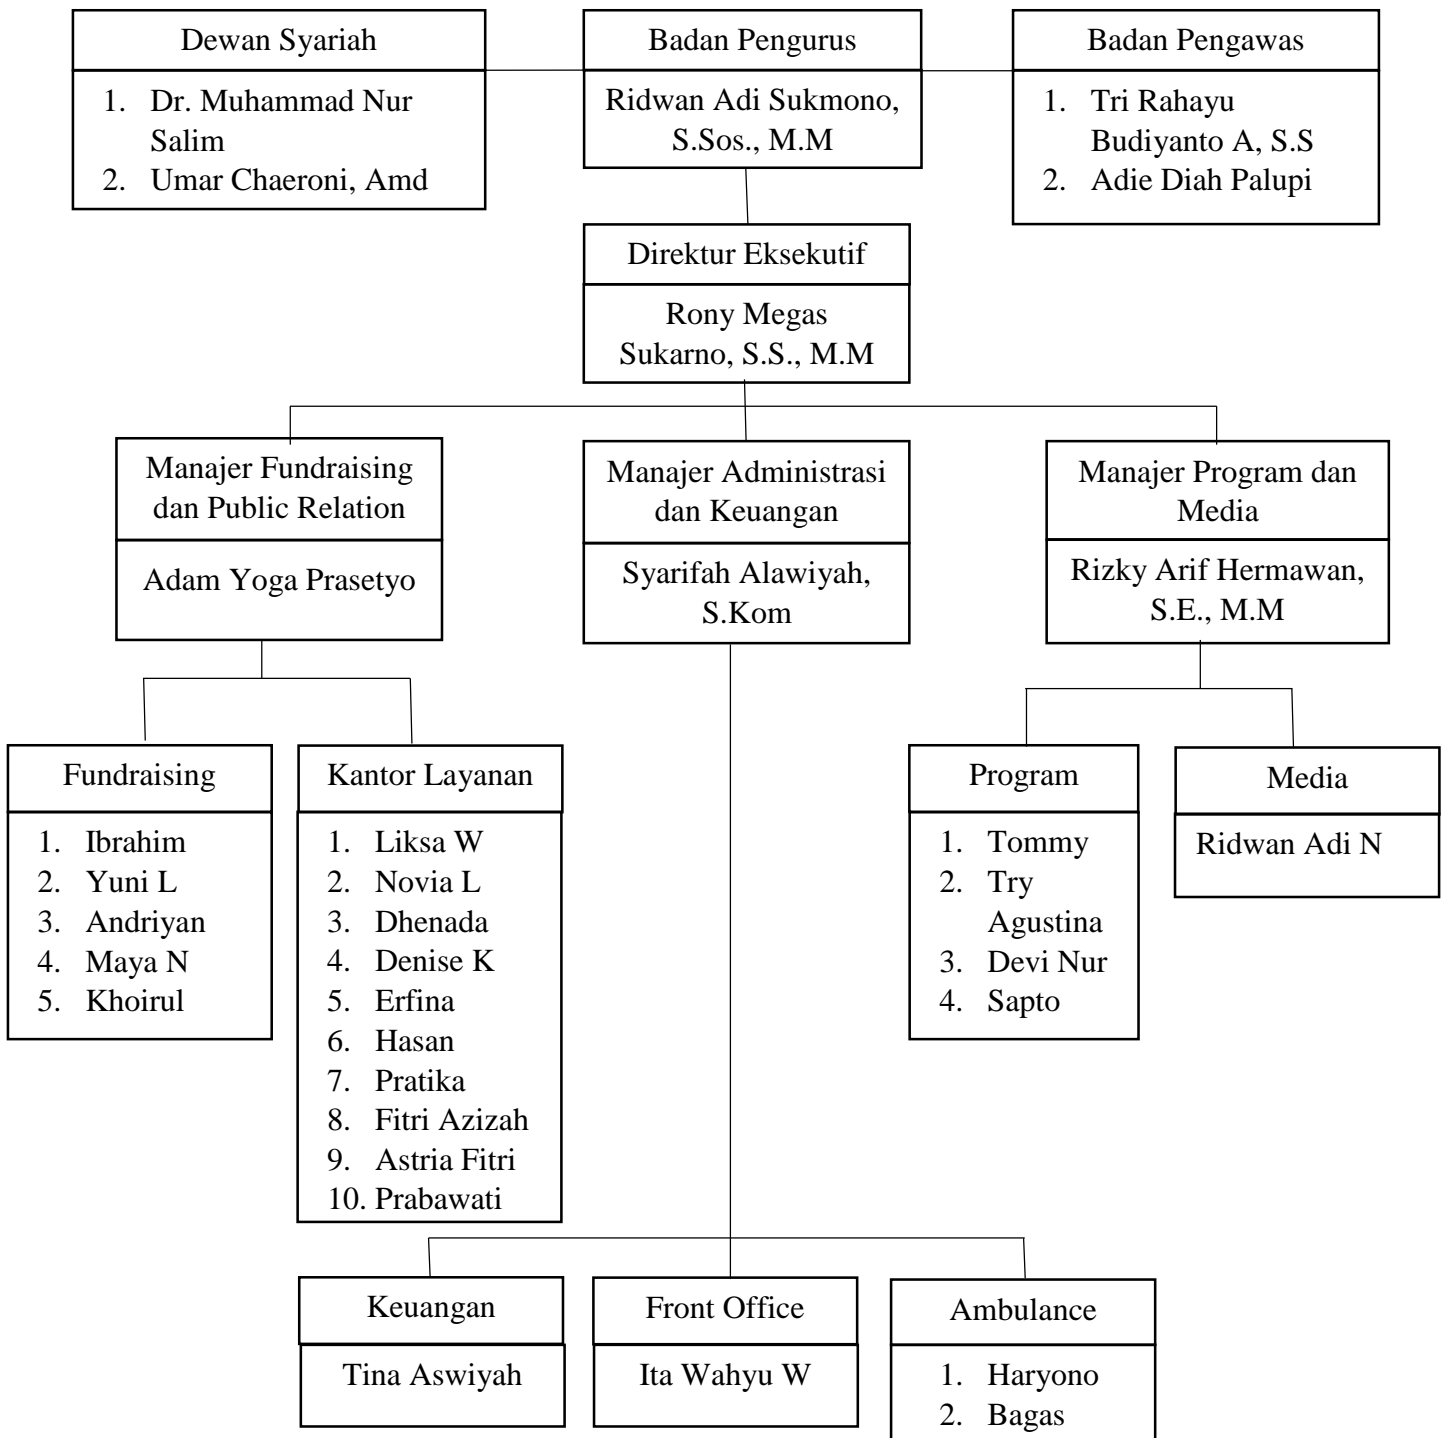 Dewan Syariah
1. Dr. Muhammad Nur
Salim
2. Umar Chaeroni, Amd
Badan Pengurus
Ridwan Adi Sukmono,
S.Sos., M.M
Badan Pengawas
1. Tri Rahayu
Budiyanto A, S.S
2. Adie Diah Palupi
Direktur Eksekutif
Rony Megas
Sukarno, S.S., M.M
Manajer Fundraising
dan Public Relation
Adam Yoga Prasetyo
Manajer Administrasi
dan Keuangan
Syarifah Alawiyah,
S.Kom
Manajer Program dan
Media
Rizky Arif Hermawan,
S.E., M.M
Fundraising
1. Ibrahim
2. Yuni L
3. Andriyan
4. Maya N
5. Khoirul
Kantor Layanan
1. Liksa W
2. Novia L
3. Dhenada
4. Denise K
5. Erfina
6. Hasan
7. Pratika
8. Fitri Azizah
9. Astria Fitri
10. Prabawati
Program
1. Tommy
2. Try
Agustina
3. Devi Nur
4. Sapto
Media
Ridwan Adi N
Keuangan
Tina Aswiyah
Front Office
Ita Wahyu W
Ambulance
1. Haryono
2. Bagas